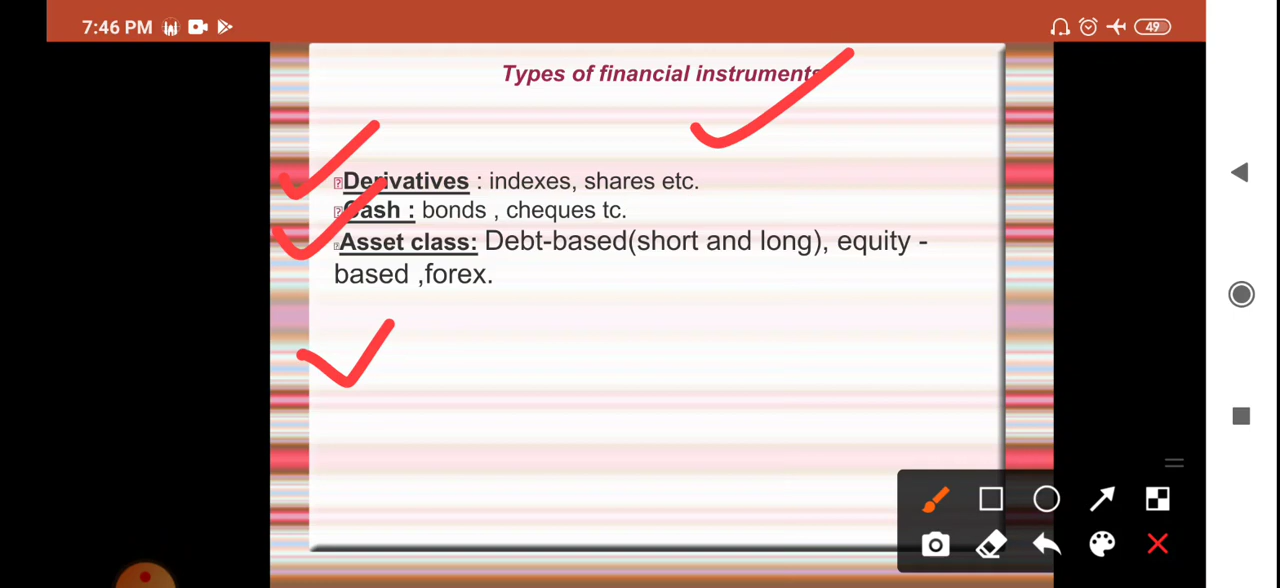 7:46 PM
49
Types of financial instruments
Derivatives : indexes, shares etc.
Cash : bonds , cheques tc.
Asset class: Debt-based(short and long), equity -
based ,forex.